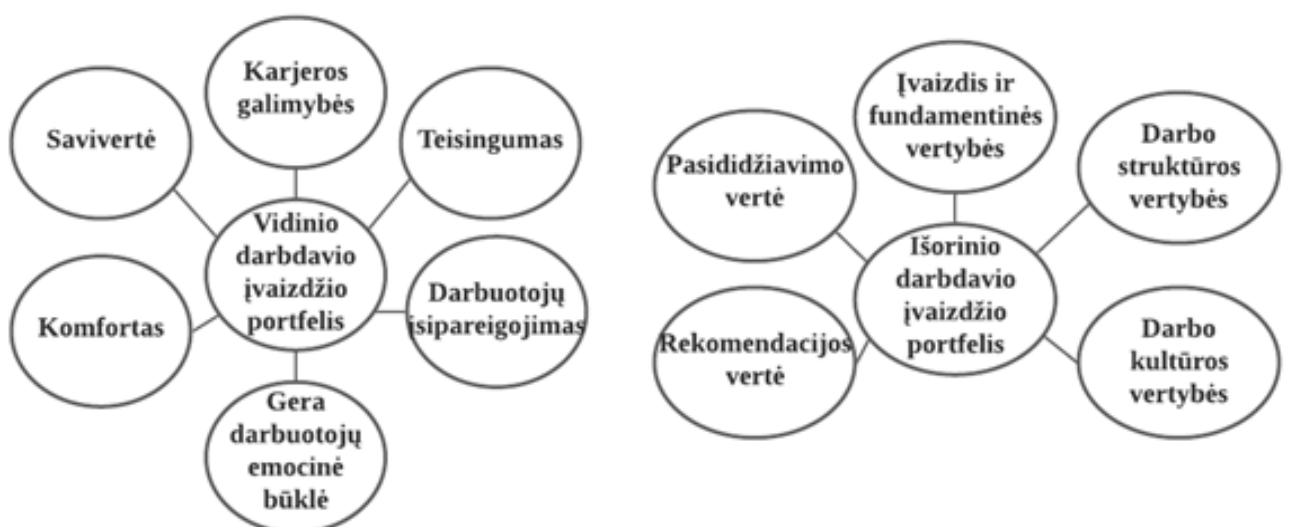 Karjeros
galimybės
Savivertė
Teisingumas
Vidinio
darbdavio
įvaizdžio
portfelis
Komfortas
Darbuotojų
įsipareigojimas
Gera
darbuotojų
emocinė
būklė
Įvaizdis ir
fundamentinės
vertybės
Pasididžiavimo
vertė
Darbo
struktūros
vertybės
Išorinio
darbdavio
įvaizdžio
portfelis
Rekomendacijos
vertė
Darbo
kultūros
vertybės